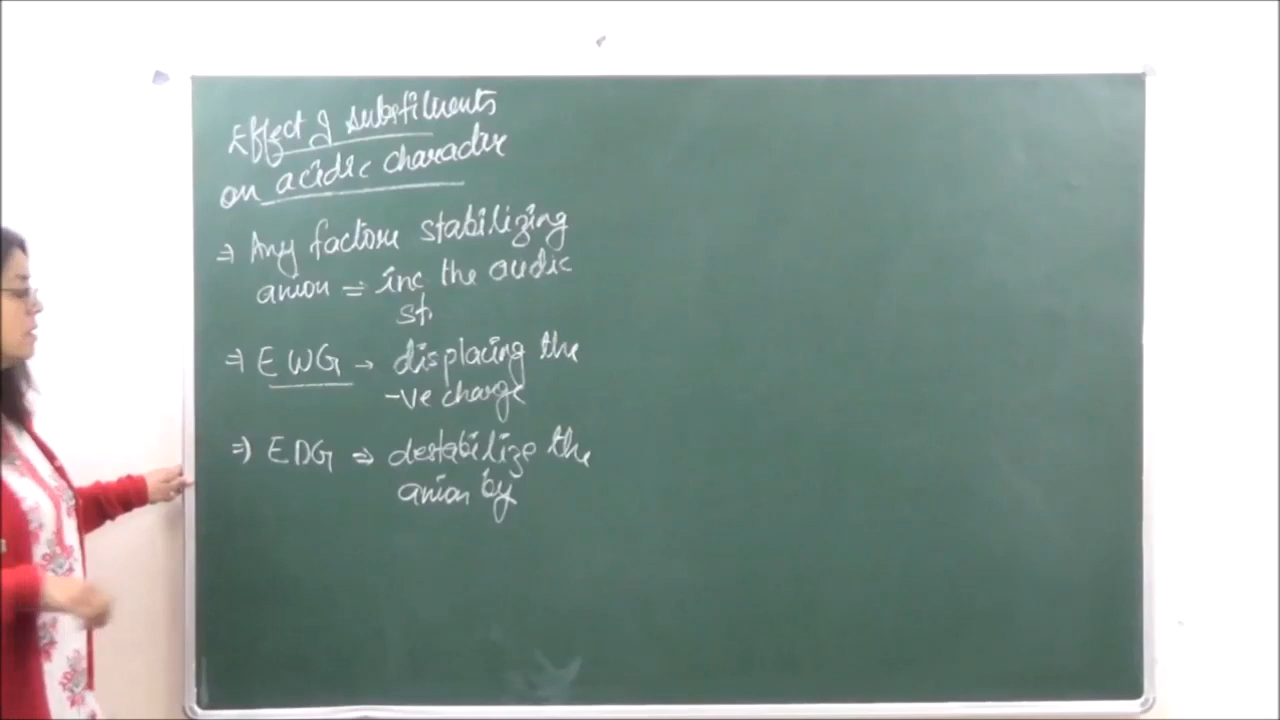 Effect of substituents
on acidic character
⇒ Any factors stabilizing
anion = inc the acidic
st.
⇒ EWG → displacing the
-ve charge
⇒ EDG ⇒ destabilize the
anion by